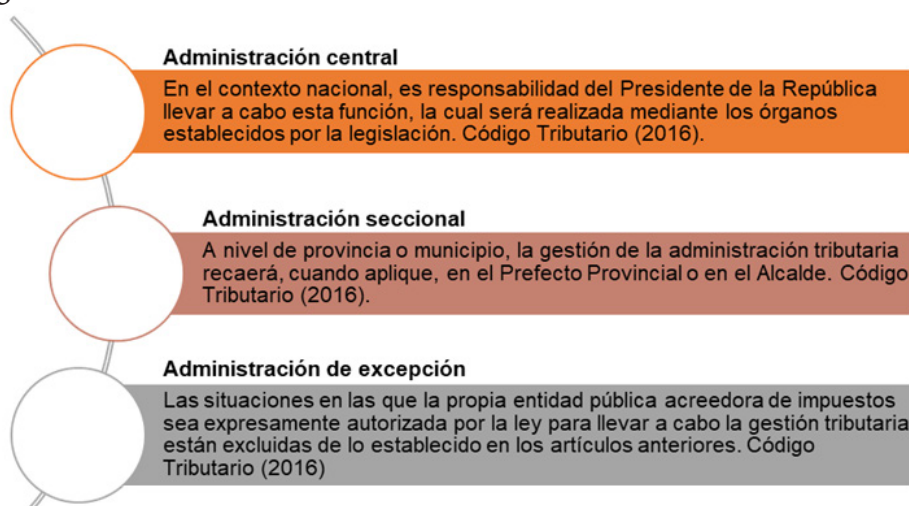 Administración central
En el contexto nacional, es responsabilidad del Presidente de la República
llevar a cabo esta función, la cual será realizada mediante los órganos
establecidos por la legislación. Código Tributario (2016).
Administración seccional
A nivel de provincia o municipio, la gestión de la administración tributaria
recaerá, cuando aplique, en el Prefecto Provincial o en el Alcalde. Código
Tributario (2016).
Administración de excepción
Las situaciones en las que la propia entidad pública acreedora de impuestos
sea expresamente autorizada por la ley para llevar a cabo la gestión tributaria
están excluidas de lo establecido en los artículos anteriores. Código
Tributario (2016)